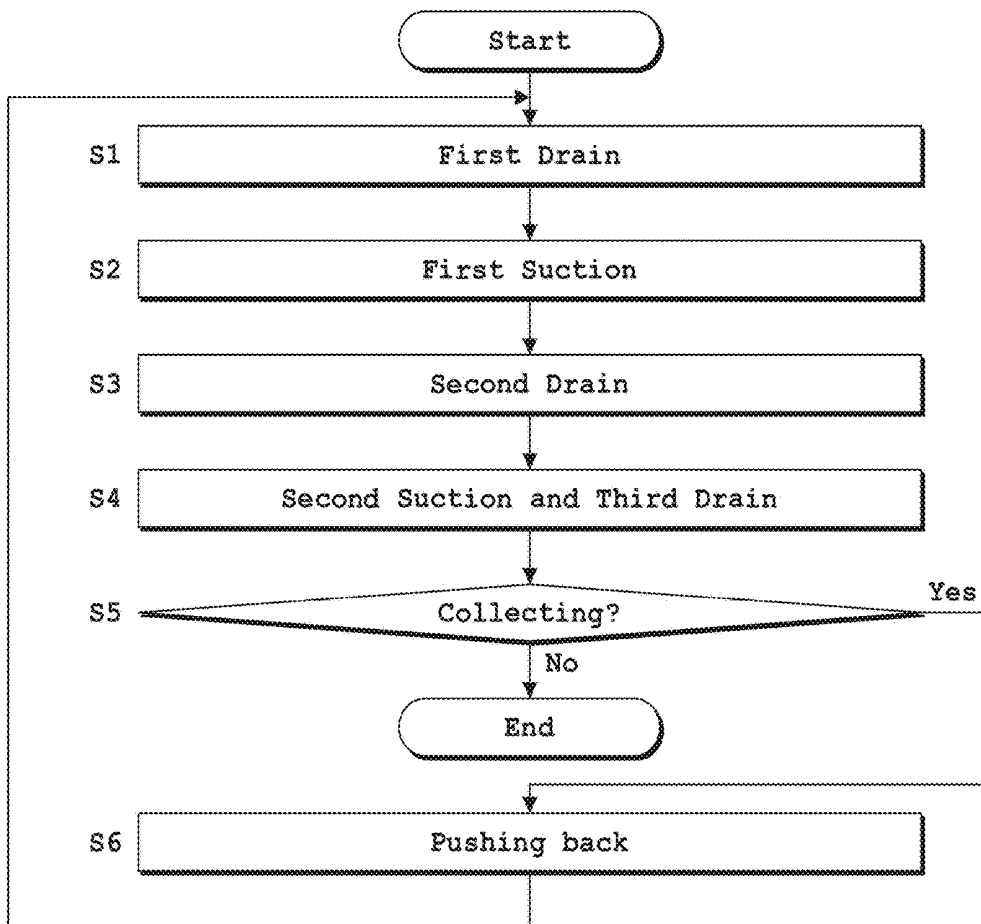 Start
S1 First Drain
S2 First Suction
S3 Second Drain
S4 Second Suction and Third Drain
S5 Collecting? Yes
No
End
S6 Pushing back